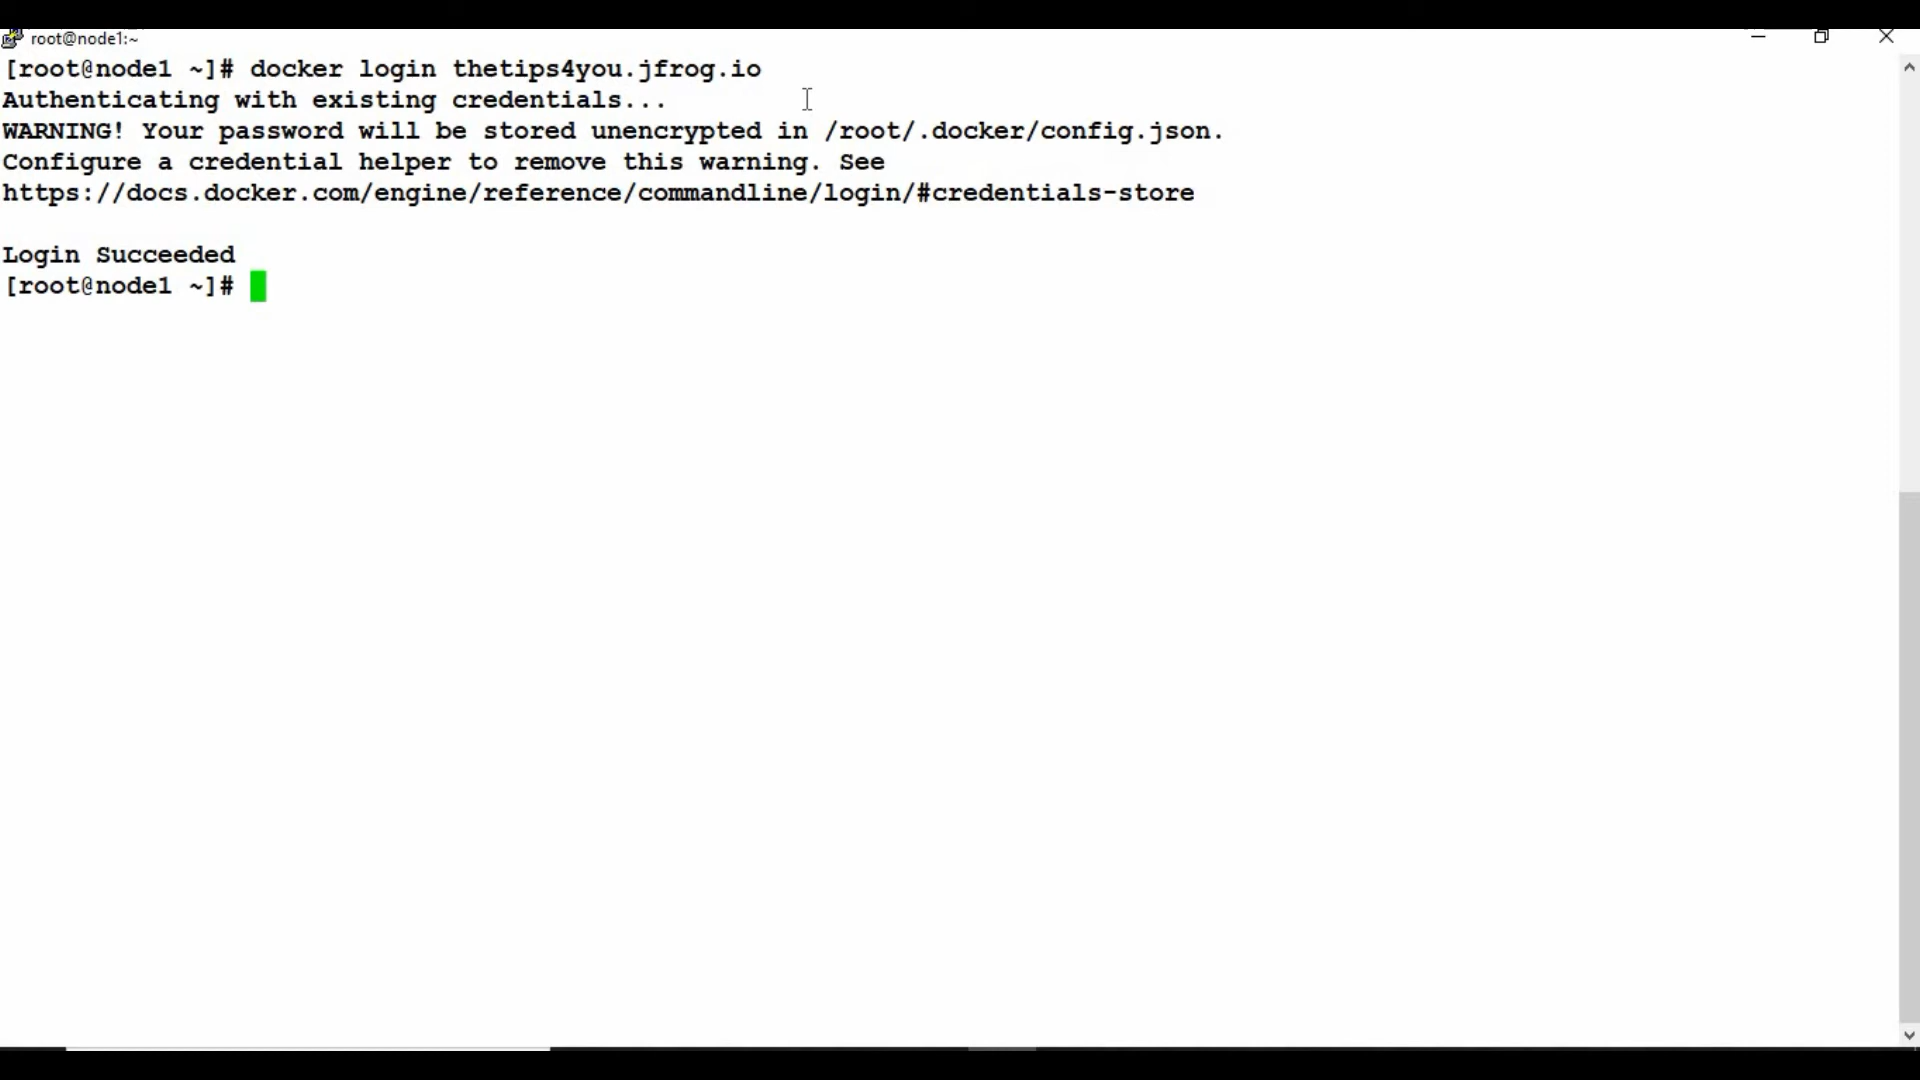 root@node1:~
[root@node1 ~]# docker login thetips4you.jfrog.io
Authenticating with existing credentials...
WARNING! Your password will be stored unencrypted in /root/.docker/config.json.
Configure a credential helper to remove this warning. See
https://docs.docker.com/engine/reference/commandline/login/#credentials-store
Login Succeeded
[root@node1 ~]#